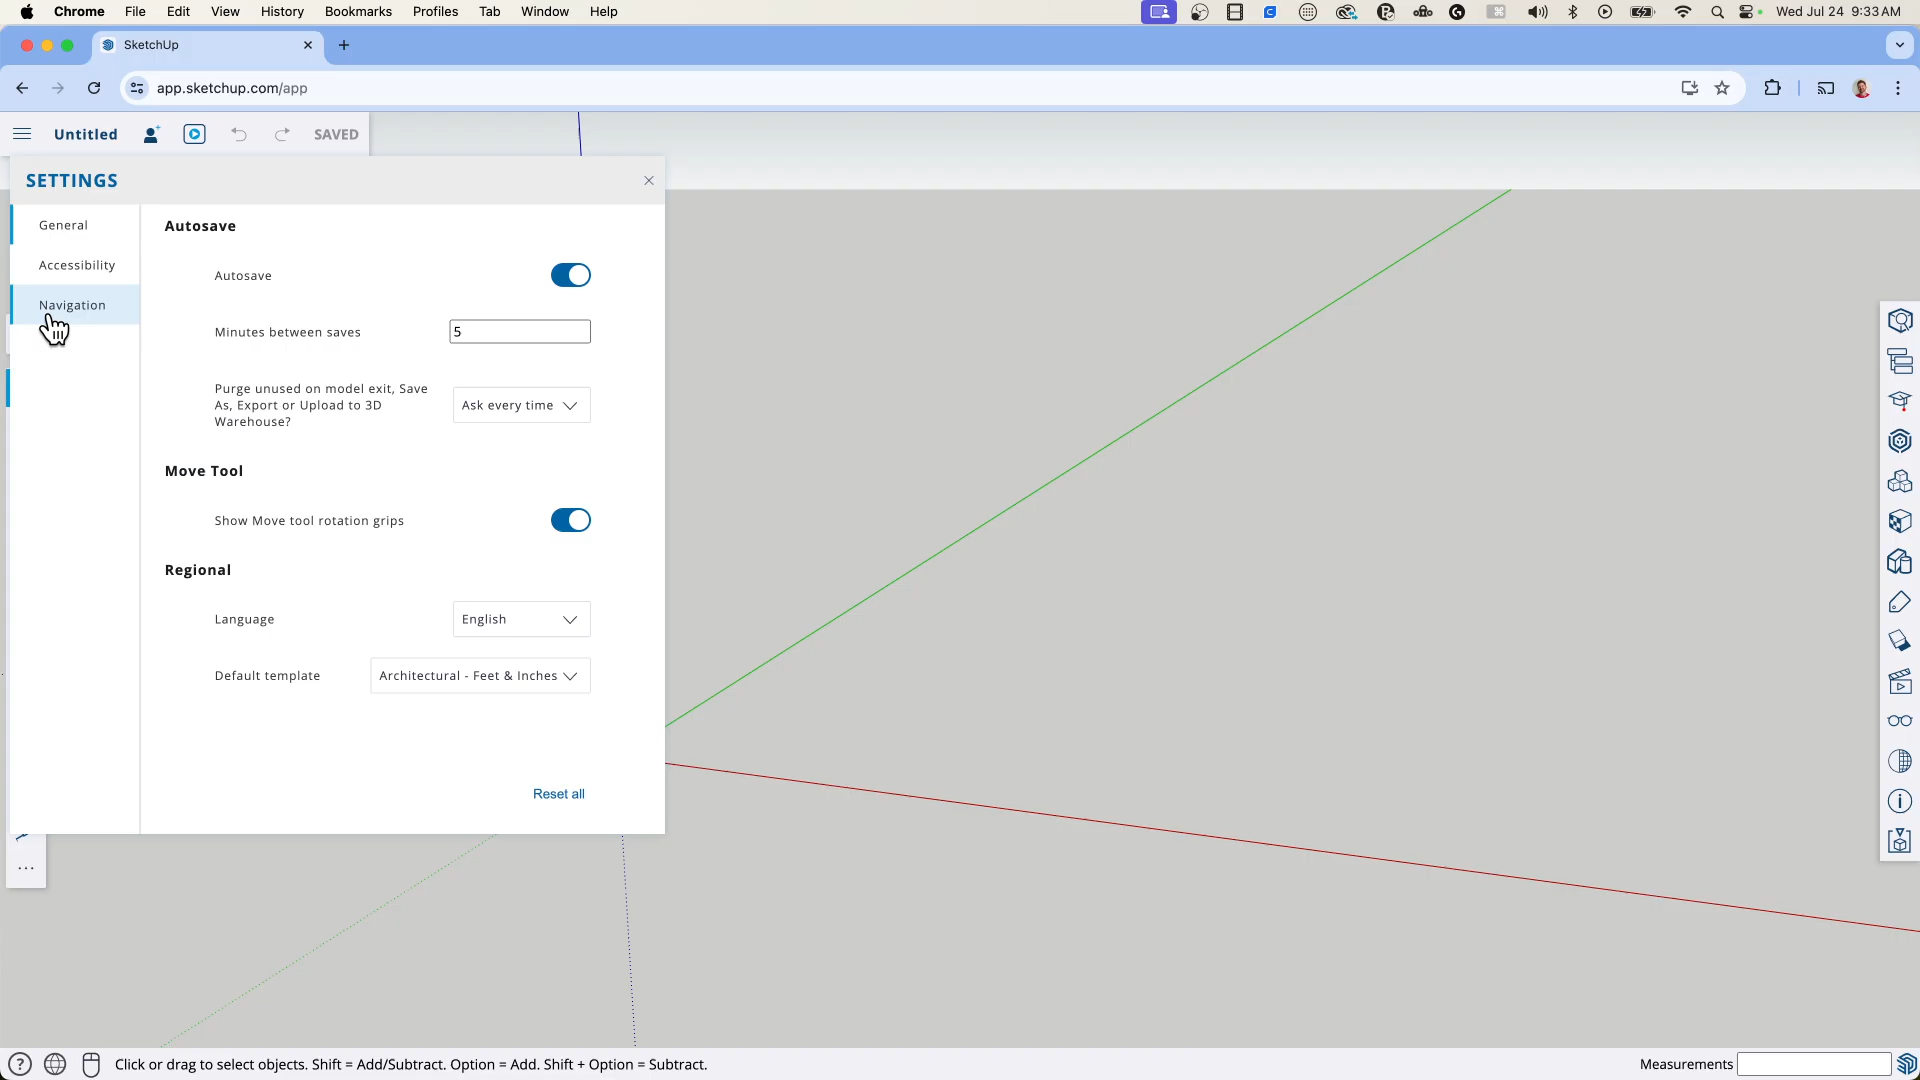 Chrome File Edit View History Bookmarks Profiles Tab Window Help Wed Jul 24 9:33 AM
SketchUp
app.sketchup.com/app
Untitled SAVED
SETTINGS
General
Accessibility
Navigation
Autosave
Autosave
Minutes between saves 5
Purge unused on model exit, Save
As, Export or Upload to 3D
Warehouse?
Ask every time
Move Tool
Show Move tool rotation grips
Regional
Language English
Default template Architectural - Feet & Inches
Reset all
Click or drag to select objects. Shift = Add/Subtract. Option = Add. Shift + Option = Subtract. Measurements